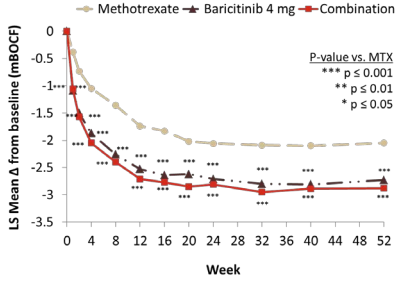 Methotrexate Baricitinib 4 mg Combination
P-value vs. MTX
*** p ≤ 0.001
** p ≤ 0.01
* p ≤ 0.05
LS Mean Δ from baseline (mBOCF)
0
-0.5
-1
-1.5
-2
-2.5
-3
-3.5
*** ***
*** ***
*** ***
*** ***
*** *** *** *** *** *** ***
*** *** *** *** *** *** ***
0 4 8 12 16 20 24 28 32 36 40 44 48 52
Week